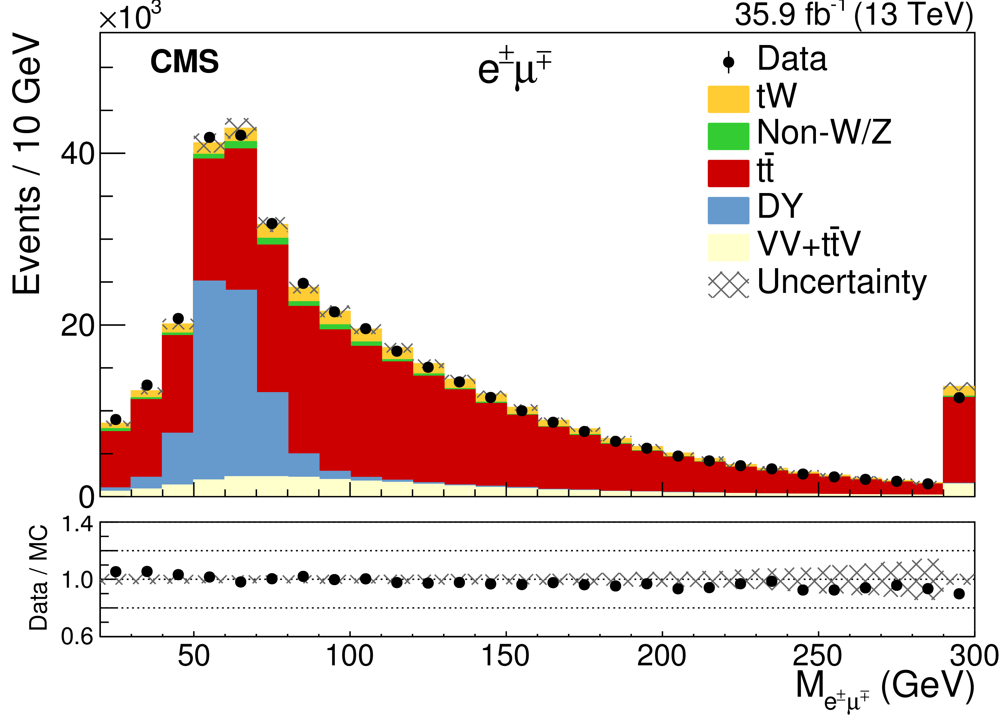 ×10³
35.9 fb⁻¹ (13 TeV)
CMS
e±μ∓
Data
tW
Non-W/Z
tt̄
DY
VV+tt̄V
Uncertainty
Events / 10 GeV
40
20
0
Data / MC
1.4
1.0
0.6
50 100 150 200 250 300
M e±μ∓ (GeV)